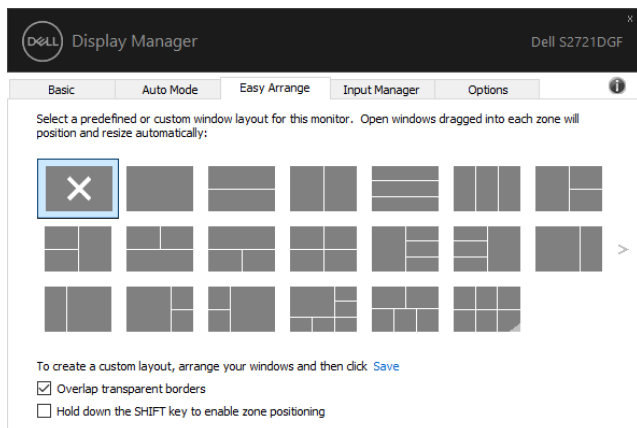 x
DELL Display Manager
Dell S2721DGF
Basic Auto Mode Easy Arrange Input Manager Options
Select a predefined or custom window layout for this monitor. Open windows dragged into each zone will
position and resize automatically:
To create a custom layout, arrange your windows and then click Save
Overlap transparent borders
Hold down the SHIFT key to enable zone positioning